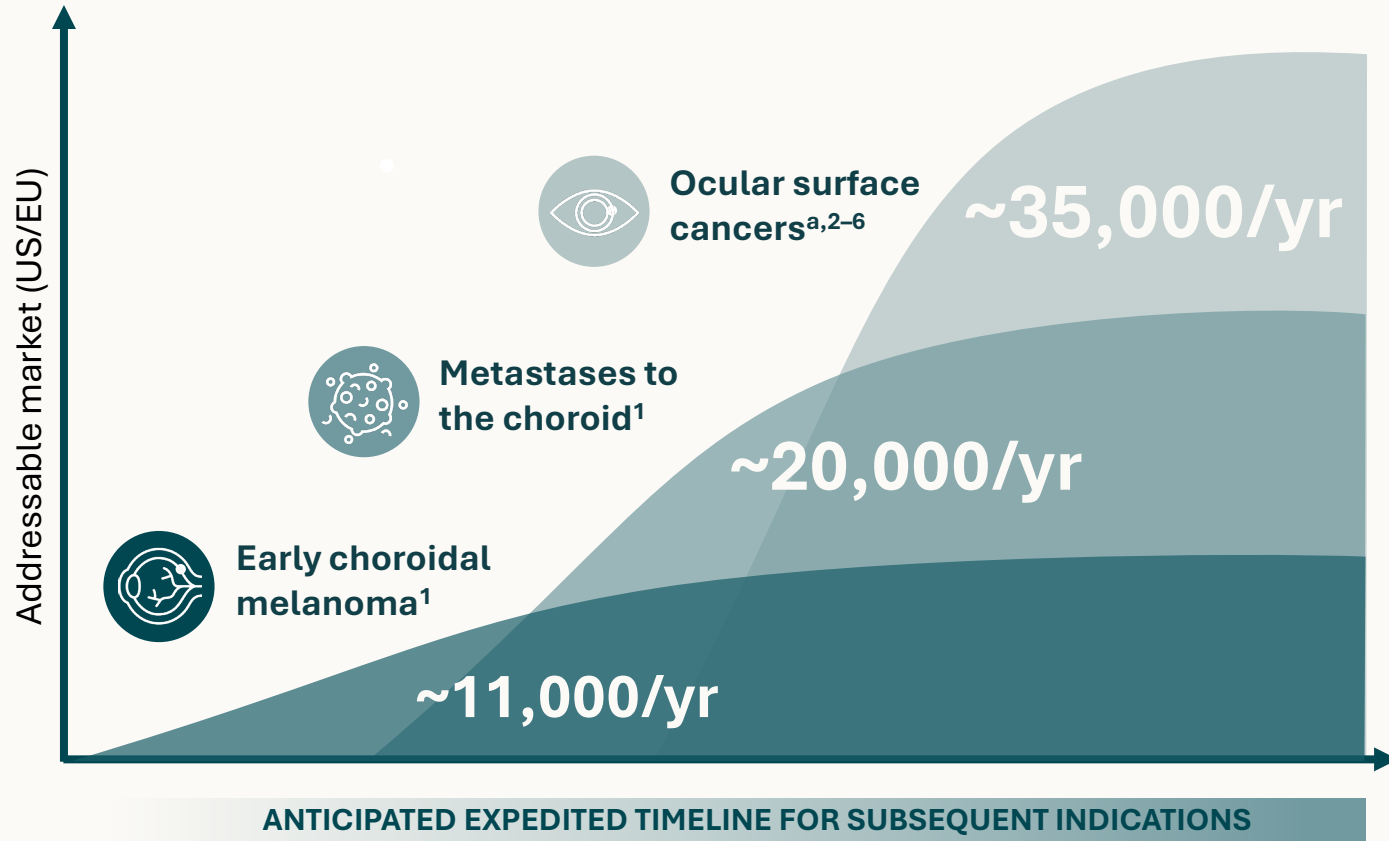 Addressable market (US/EU)
Ocular surface
cancersᵃ,²⁻⁶
~35,000/yr
Metastases to
the choroid¹
~20,000/yr
Early choroidal
melanoma¹
~11,000/yr
ANTICIPATED EXPEDITED TIMELINE FOR SUBSEQUENT INDICATIONS